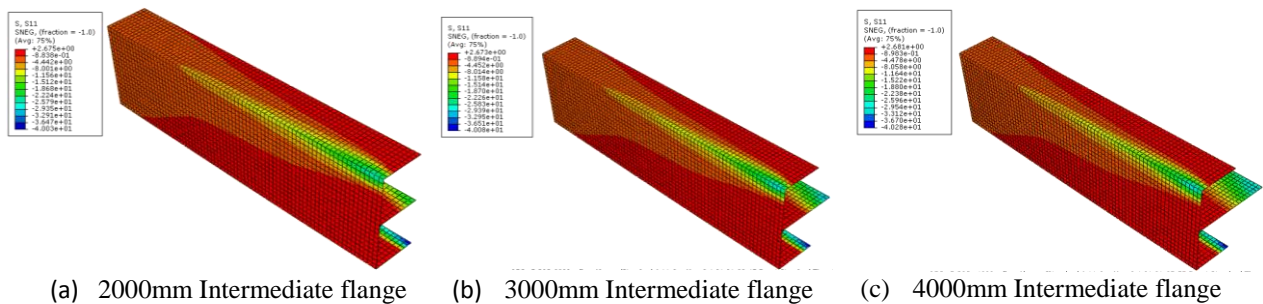 S, S11
SNEG, (fraction = -1.0)
(Avg: 75%)
+2.675e+00
-8.838e-01
-4.442e+00
-8.001e+00
-1.156e+01
-1.512e+01
-1.868e+01
-2.224e+01
-2.579e+01
-2.935e+01
-3.291e+01
-3.647e+01
-4.003e+01
S, S11
SNEG, (fraction = -1.0)
(Avg: 75%)
+2.673e+00
-8.894e-01
-4.452e+00
-8.014e+00
-1.158e+01
-1.514e+01
-1.870e+01
-2.226e+01
-2.583e+01
-2.939e+01
-3.295e+01
-3.651e+01
-4.008e+01
S, S11
SNEG, (fraction = -1.0)
(Avg: 75%)
+2.681e+00
-8.983e-01
-4.478e+00
-8.058e+00
-1.164e+01
-1.522e+01
-1.880e+01
-2.238e+01
-2.596e+01
-2.954e+01
-3.312e+01
-3.670e+01
-4.028e+01
(a) 2000mm Intermediate flange
(b) 3000mm Intermediate flange
(c) 4000mm Intermediate flange